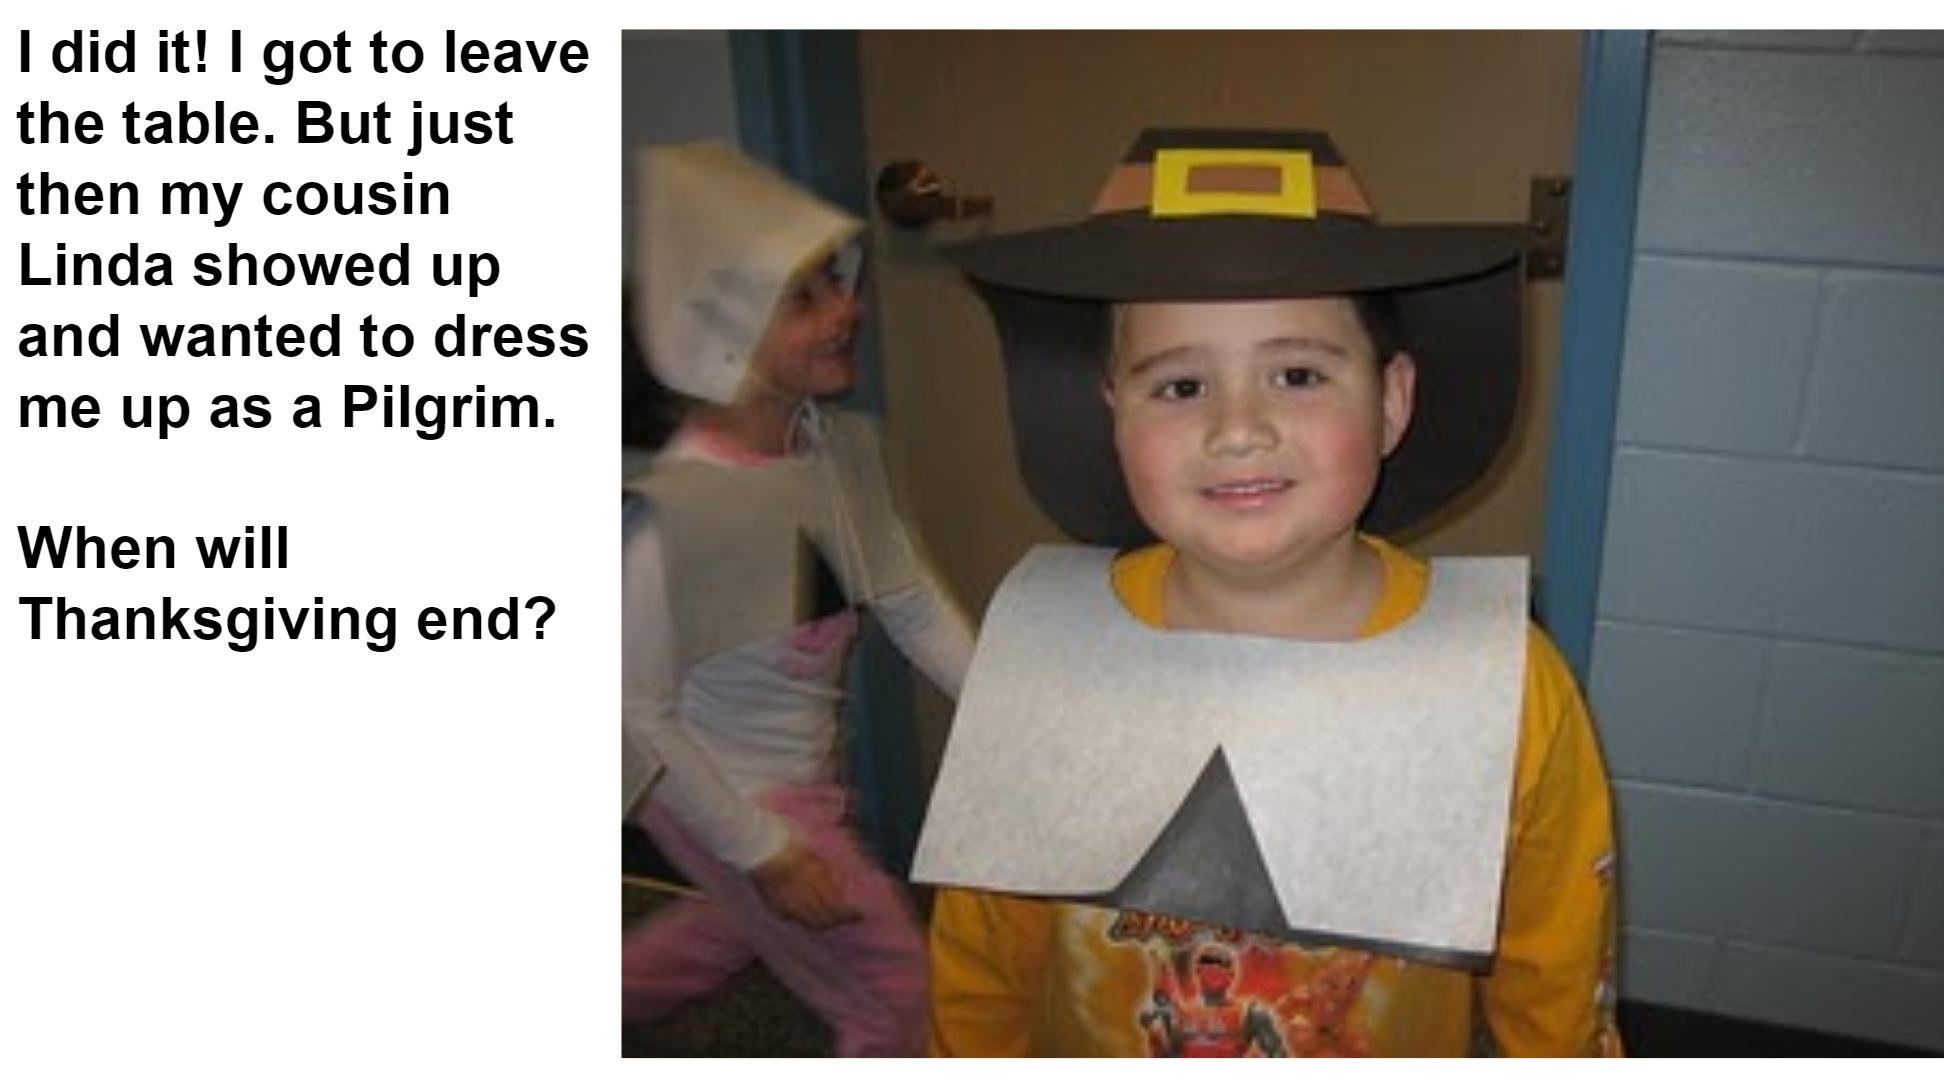 I did it! I got to leave
the table. But just
then my cousin
Linda showed up
and wanted to dress
me up as a Pilgrim.
When will
Thanksgiving end?